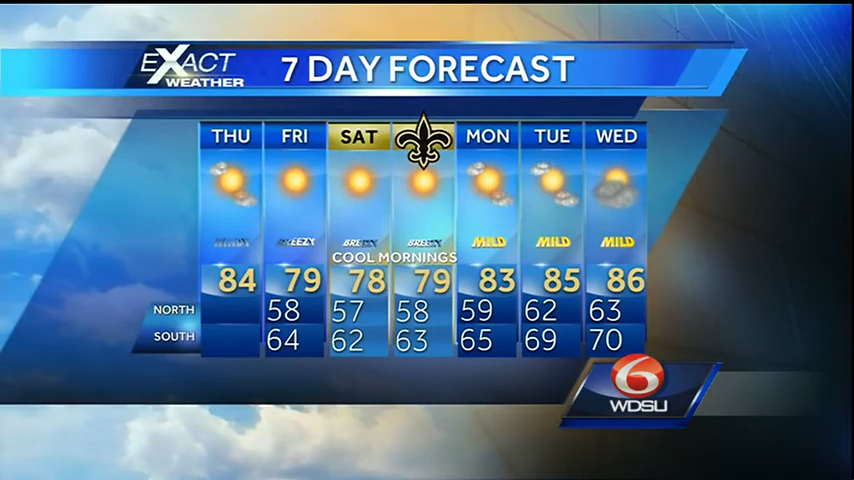 EXACT
WEATHER
7 DAY FORECAST
THU FRI SAT MON TUE WED
BREEZY BREEZY BREEZY MILD MILD MILD
COOL MORNINGS
84 79 78 79 83 85 86
NORTH 58 57 58 59 62 63
SOUTH 64 62 63 65 69 70
6
WDSU